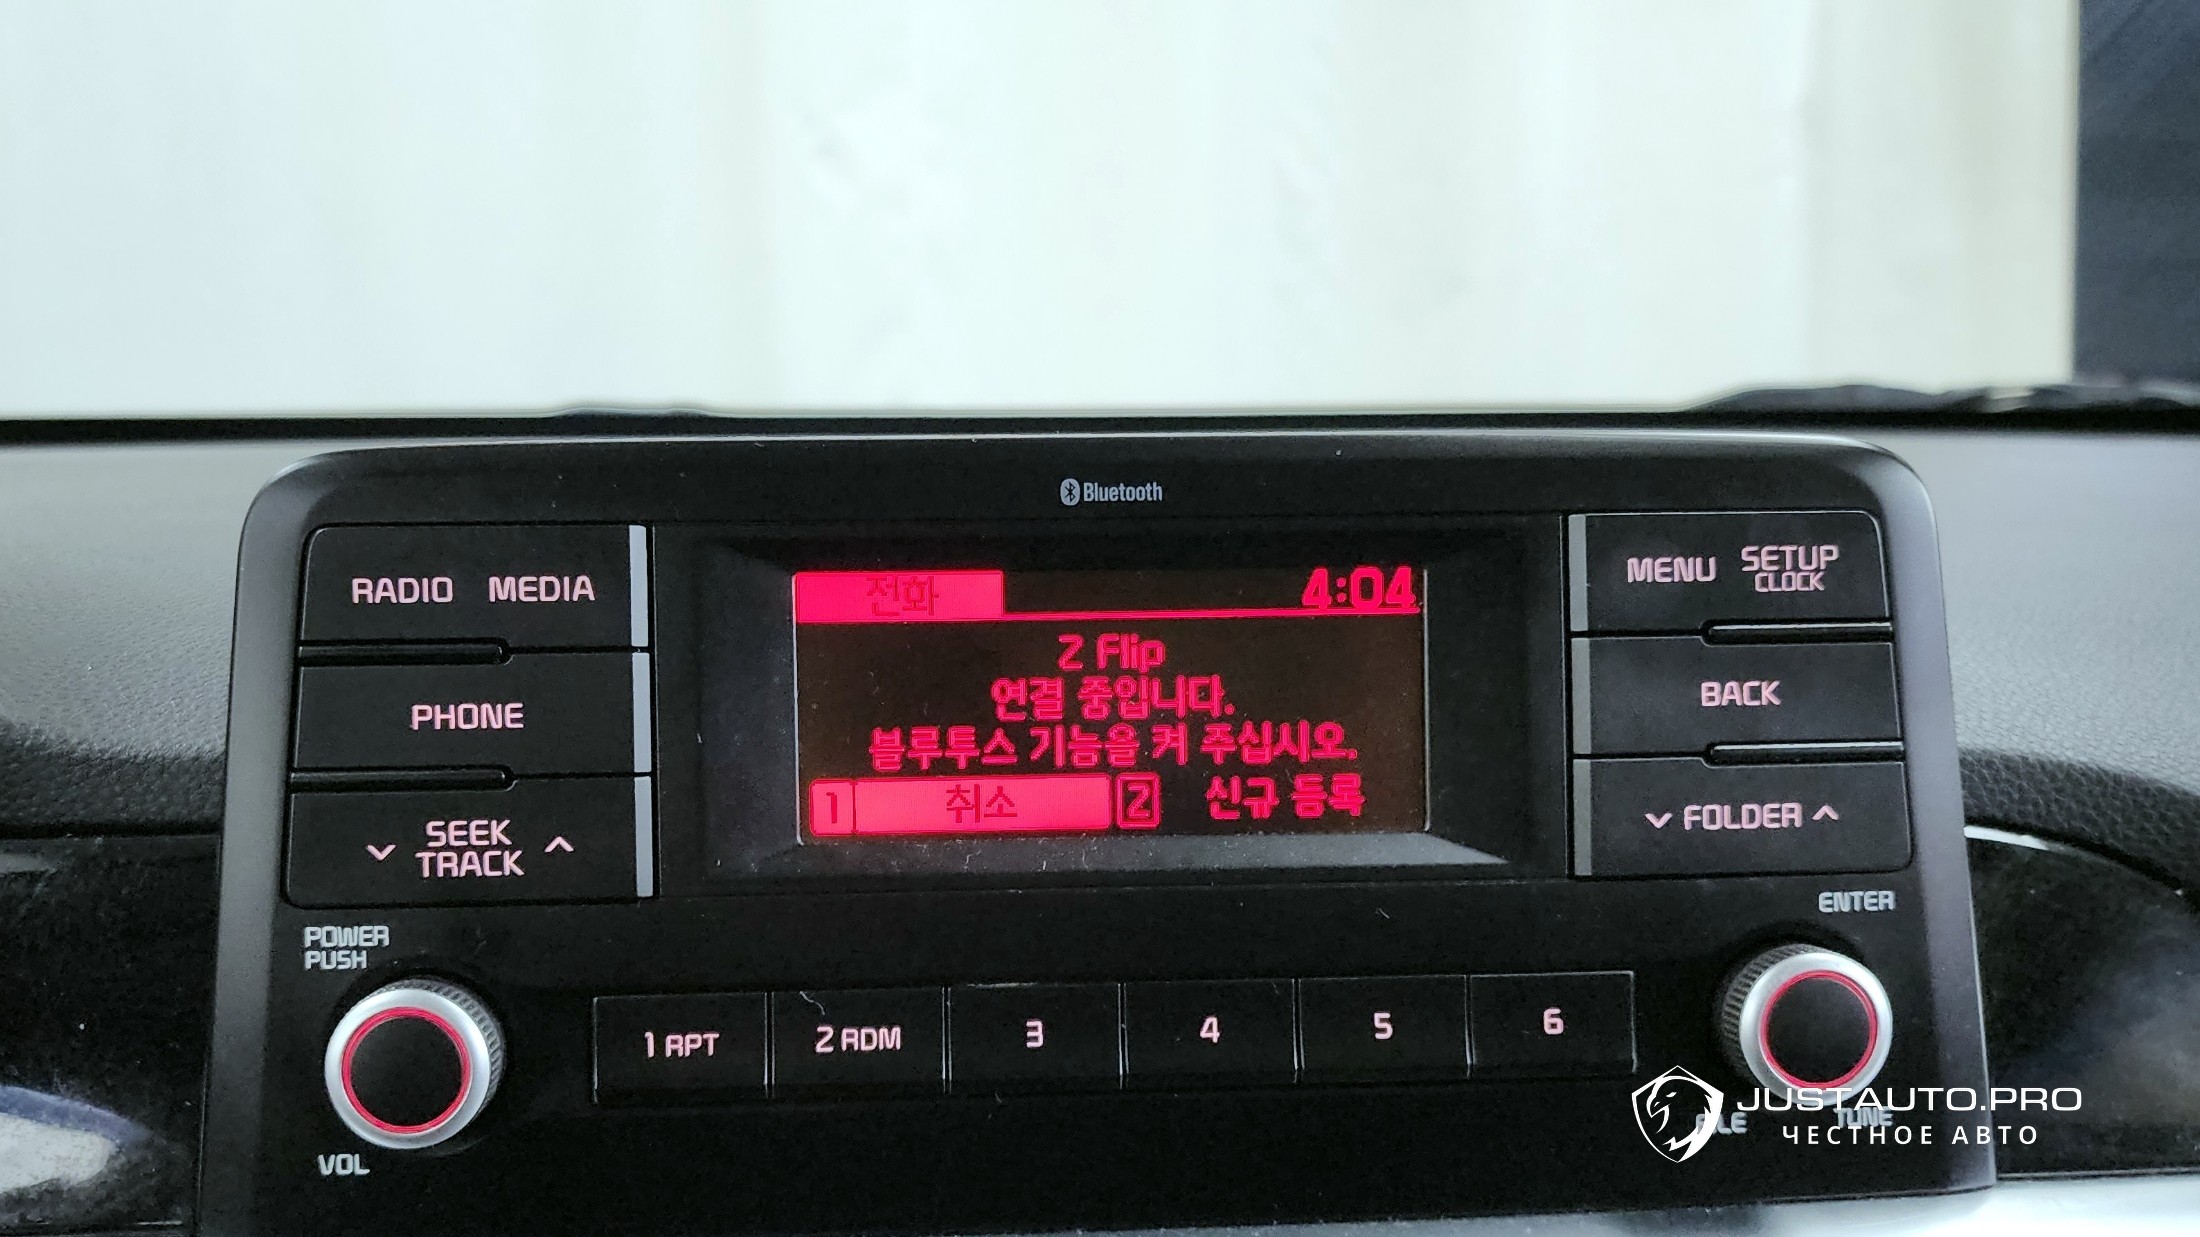 Bluetooth
RADIO MEDIA
PHONE
SEEK
TRACK
전화 4:04
Z Flip
연결 중입니다.
블루투스 기능을 켜 주십시오.
1 취소 2 신규 등록
MENU SETUP
CLOCK
BACK
FOLDER
POWER
PUSH
VOL
1 RPT 2 RDM 3 4 5 6
ENTER
FILE TUNE
JUSTAUTO.PRO
ЧЕСТНОЕ АВТО